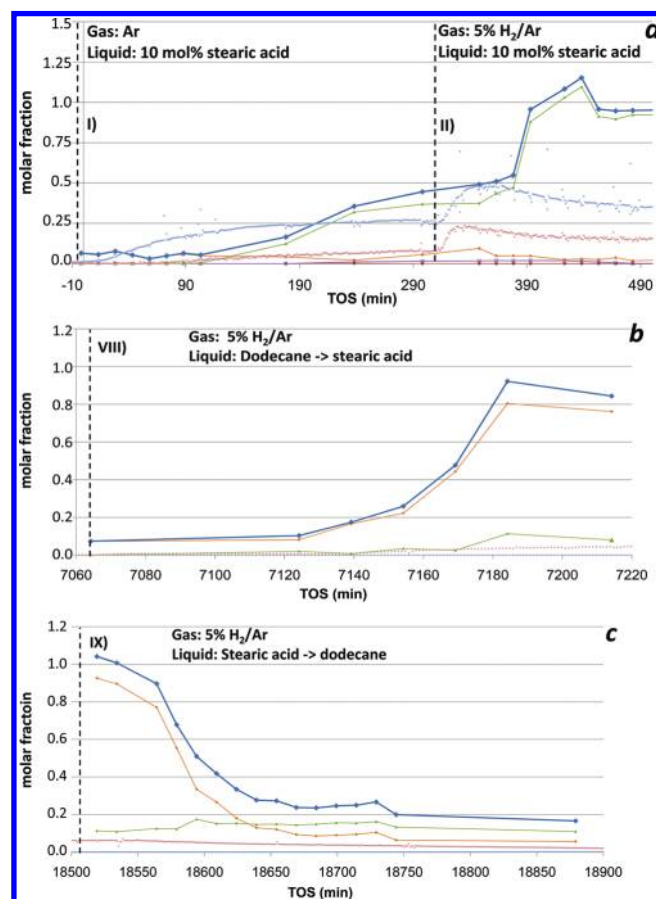 Gas: Ar
Liquid: 10 mol% stearic acid
Gas: 5% H₂/Ar
Liquid: 10 mol% stearic acid
a
I)
II)
molar fraction
1.5
1.25
1.0
0.75
0.5
0.25
0.0
-10 90 190 290 390 490
TOS (min)
VIII)
Gas: 5% H₂/Ar
Liquid: Dodecane -> stearic acid
b
molar fraction
1.2
1.0
0.8
0.6
0.4
0.2
0.0
7060 7080 7100 7120 7140 7160 7180 7200 7220
TOS (min)
IX)
Gas: 5% H₂/Ar
Liquid: Stearic acid -> dodecane
c
molar fractoin
1.2
1.0
0.8
0.6
0.4
0.2
0.0
18500 18550 18600 18650 18700 18750 18800 18850 18900
TOS (min)